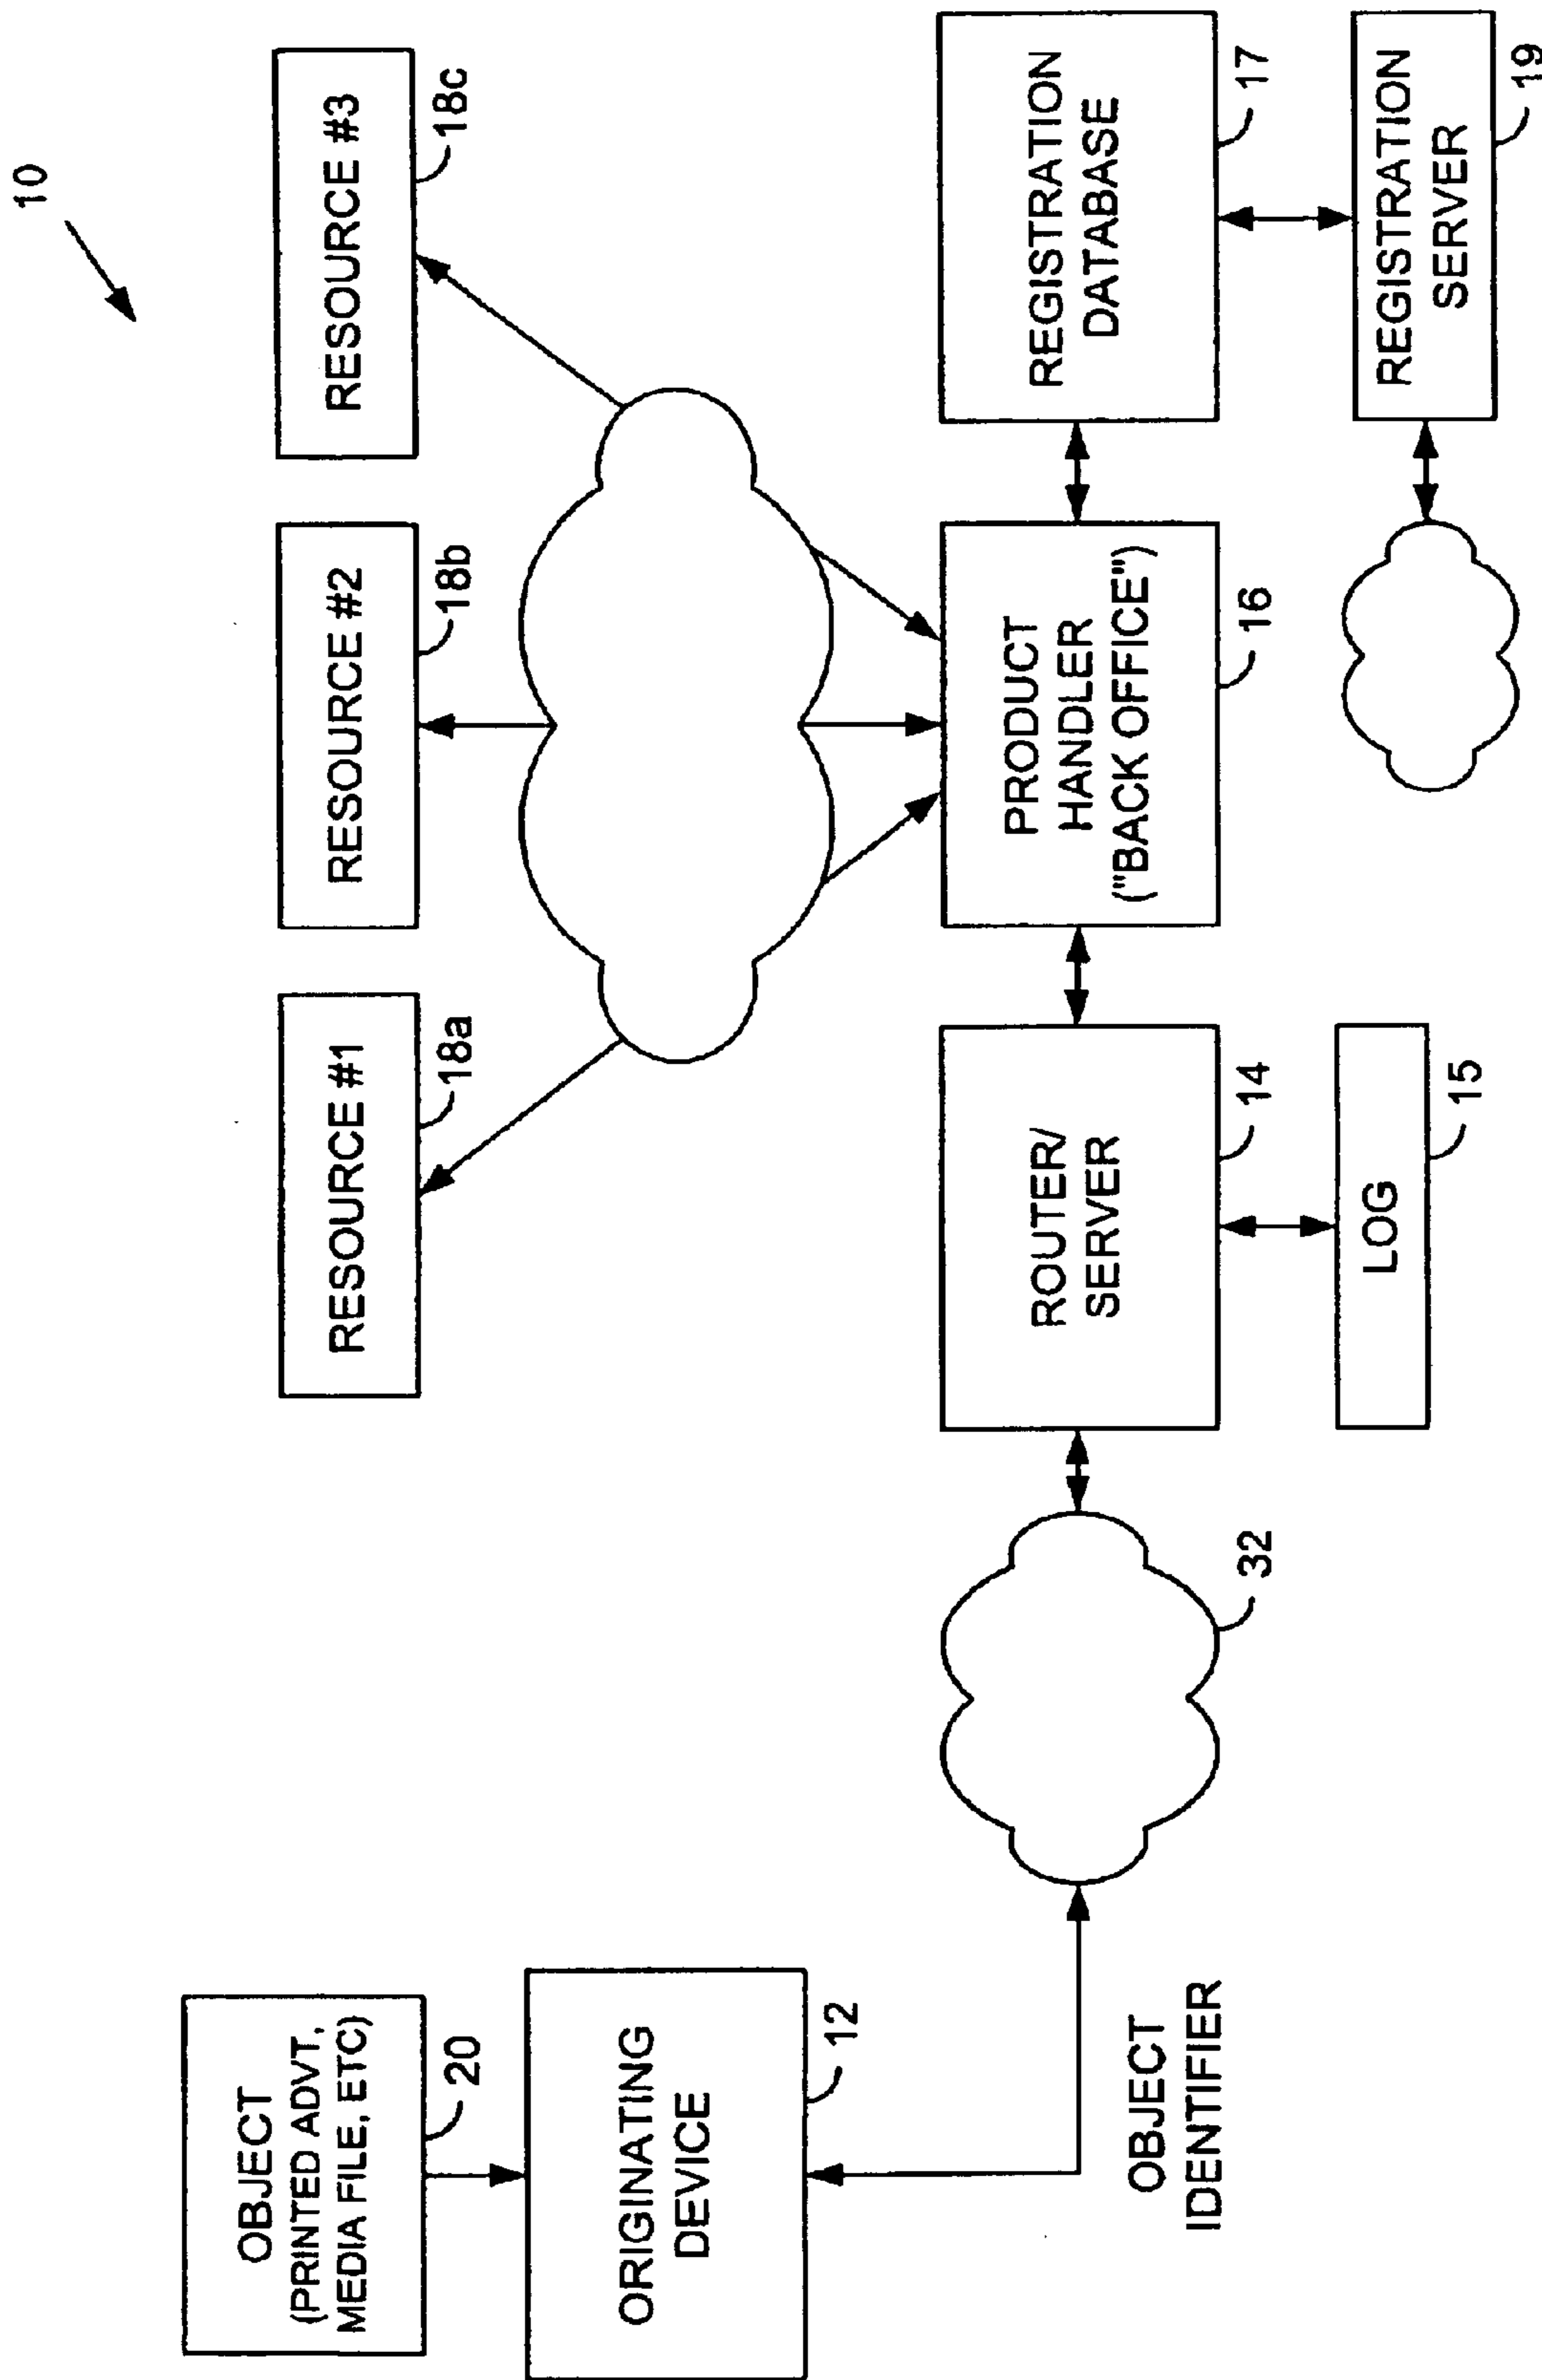 10
OBJECT
(PRINTED ADVT,
MEDIA FILE, ETC)
20
ORIGINATING
DEVICE
12
OBJECT
IDENTIFIER
32
RESOURCE #1
18a
RESOURCE #2
18b
RESOURCE #3
18c
ROUTER/
SERVER
14
LOG
15
PRODUCT
HANDLER
("BACK OFFICE")
16
REGISTRATION
DATABASE
17
REGISTRATION
SERVER
19